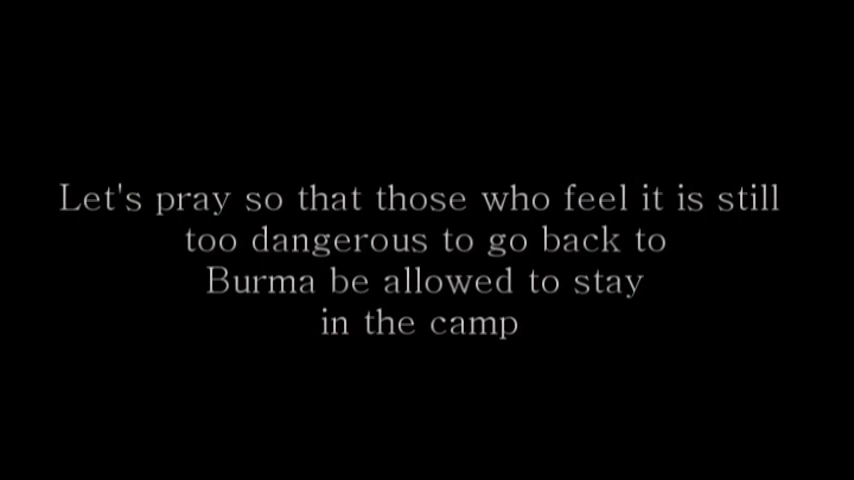 Let's pray so that those who feel it is still
too dangerous to go back to
Burma be allowed to stay
in the camp